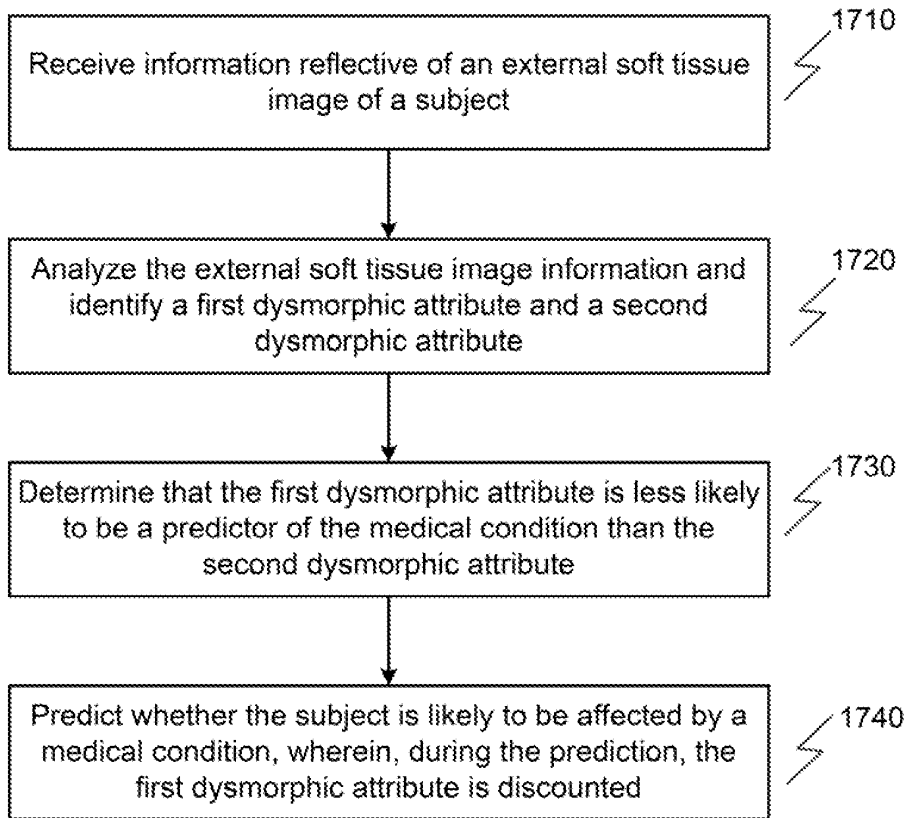 1710
Receive information reflective of an external soft tissue
image of a subject
1720
Analyze the external soft tissue image information and
identify a first dysmorphic attribute and a second
dysmorphic attribute
1730
Determine that the first dysmorphic attribute is less likely
to be a predictor of the medical condition than the
second dysmorphic attribute
1740
Predict whether the subject is likely to be affected by a
medical condition, wherein, during the prediction, the
first dysmorphic attribute is discounted